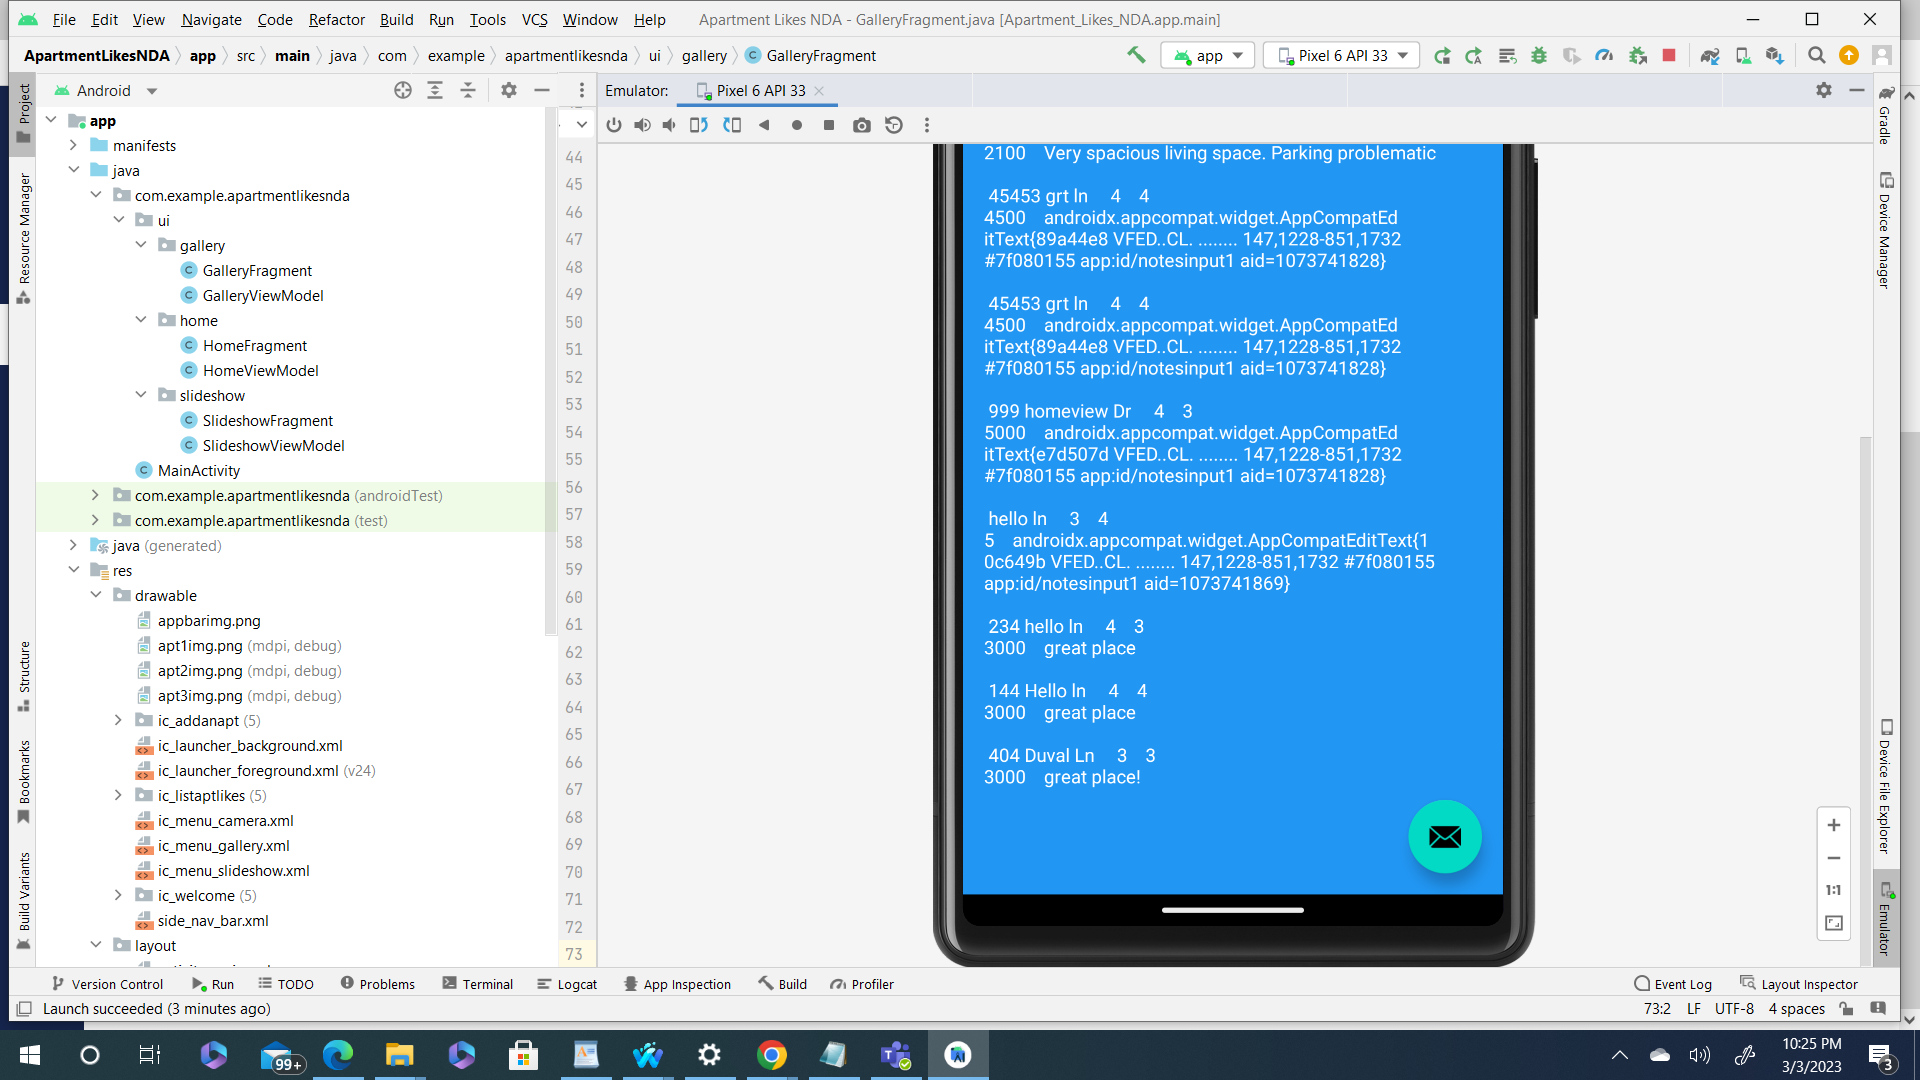 File Edit View Navigate Code Refactor Build Run Tools VCS Window Help Apartment Likes NDA - GalleryFragment.java [Apartment_Likes_NDA.app.main]
ApartmentLikesNDA app src main java com example apartmentlikesnda ui gallery GalleryFragment app Pixel 6 API 33
Android
Emulator: Pixel 6 API 33
Project
Resource Manager
Structure
Bookmarks
Build Variants
app
manifests
java
com.example.apartmentlikesnda
ui
gallery
GalleryFragment
GalleryViewModel
home
HomeFragment
HomeViewModel
slideshow
SlideshowFragment
SlideshowViewModel
MainActivity
com.example.apartmentlikesnda (androidTest)
com.example.apartmentlikesnda (test)
java (generated)
res
drawable
appbarimg.png
apt1img.png (mdpi, debug)
apt2img.png (mdpi, debug)
apt3img.png (mdpi, debug)
ic_addanapt (5)
ic_launcher_background.xml
ic_launcher_foreground.xml (v24)
ic_listaptlikes (5)
ic_menu_camera.xml
ic_menu_gallery.xml
ic_menu_slideshow.xml
ic_welcome (5)
side_nav_bar.xml
layout
44
45
46
47
48
49
50
51
52
53
54
55
56
57
58
59
60
61
62
63
64
65
66
67
68
69
70
71
72
73
2100 Very spacious living space. Parking problematic
45453 grt ln 4 4
4500 androidx.appcompat.widget.AppCompatEd
itText{89a44e8 VFED..CL. ........ 147,1228-851,1732
#7f080155 app:id/notesinput1 aid=1073741828}
45453 grt ln 4 4
4500 androidx.appcompat.widget.AppCompatEd
itText{89a44e8 VFED..CL. ........ 147,1228-851,1732
#7f080155 app:id/notesinput1 aid=1073741828}
999 homeview Dr 4 3
5000 androidx.appcompat.widget.AppCompatEd
itText{e7d507d VFED..CL. ........ 147,1228-851,1732
#7f080155 app:id/notesinput1 aid=1073741828}
hello ln 3 4
5 androidx.appcompat.widget.AppCompatEditText{1
0c649b VFED..CL. ........ 147,1228-851,1732 #7f080155
app:id/notesinput1 aid=1073741869}
234 hello ln 4 3
3000 great place
144 Hello ln 4 4
3000 great place
404 Duval Ln 3 3
3000 great place!
1:1
Gradle
Device Manager
Device File Explorer
Emulator
Version Control Run TODO Problems Terminal Logcat App Inspection Build Profiler Event Log Layout Inspector
Launch succeeded (3 minutes ago) 73:2 LF UTF-8 4 spaces
99+
10:25 PM
3/3/2023
3